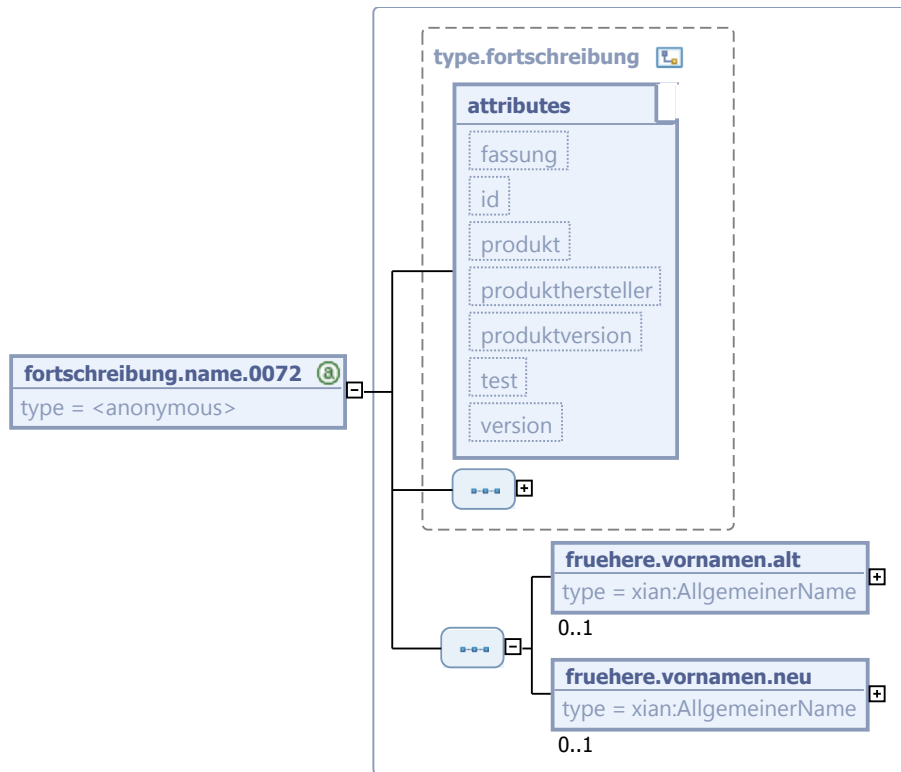 type.fortschreibung
attributes
fassung
id
produkt
produkthersteller
produktversion
test
version
fortschreibung.name.0072 a
type = <anonymous>
fruehere.vornamen.alt
type = xian:AllgemeinerName
0..1
fruehere.vornamen.neu
type = xian:AllgemeinerName
0..1